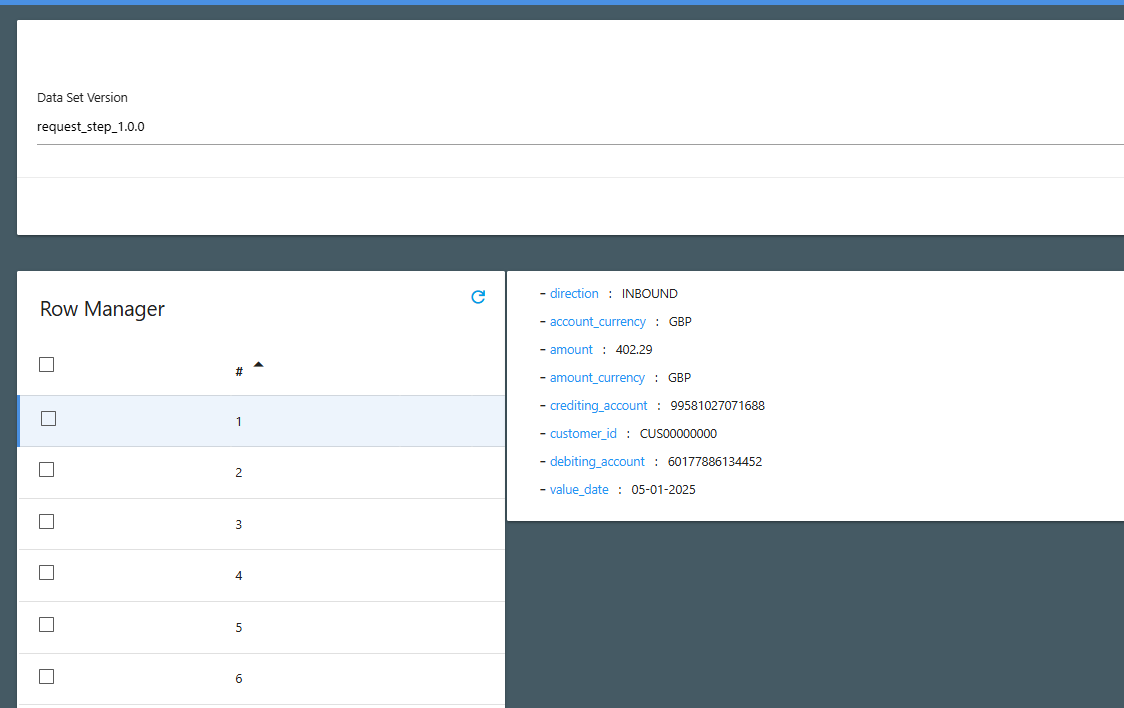 Data Set Version
request_step_1.0.0
Row Manager
#
1
2
3
4
5
6
– direction : INBOUND
– account_currency : GBP
– amount : 402.29
– amount_currency : GBP
– crediting_account : 99581027071688
– customer_id : CUS00000000
– debiting_account : 60177886134452
– value_date : 05-01-2025